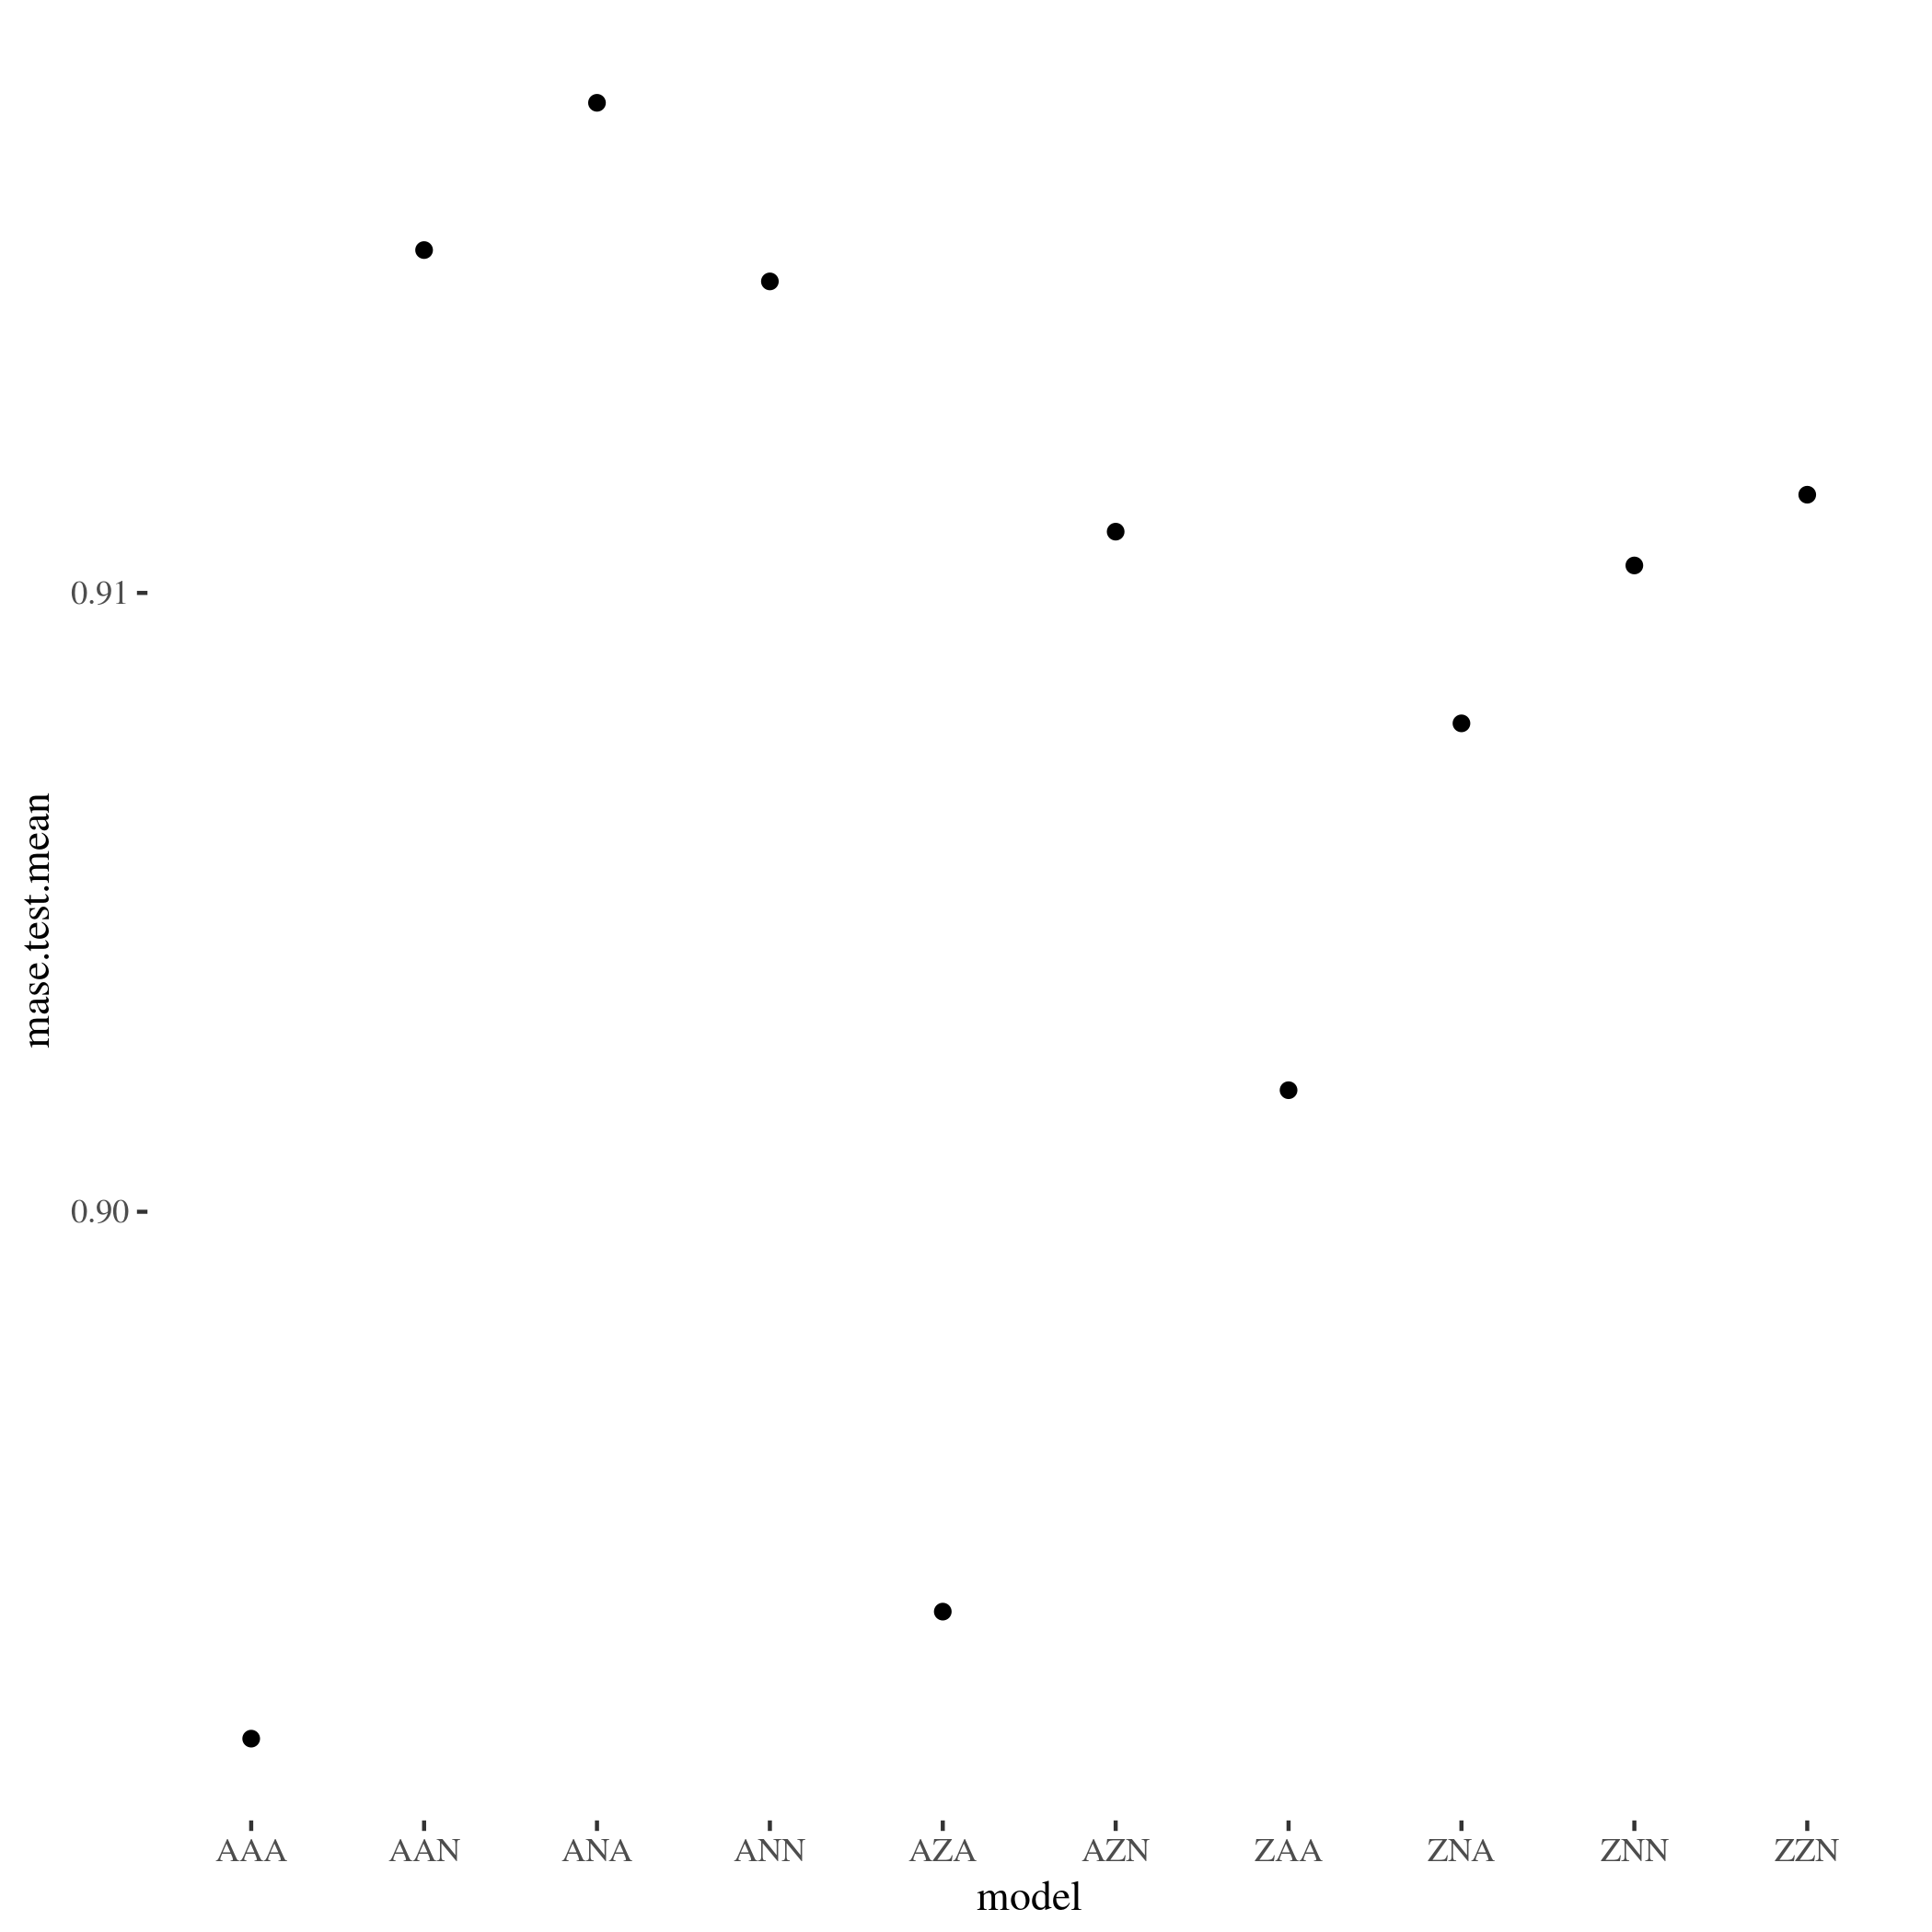 mase.test.mean
0.91
0.90
AAA AAN ANA ANN AZA AZN ZAA ZNA ZNN ZZN
model